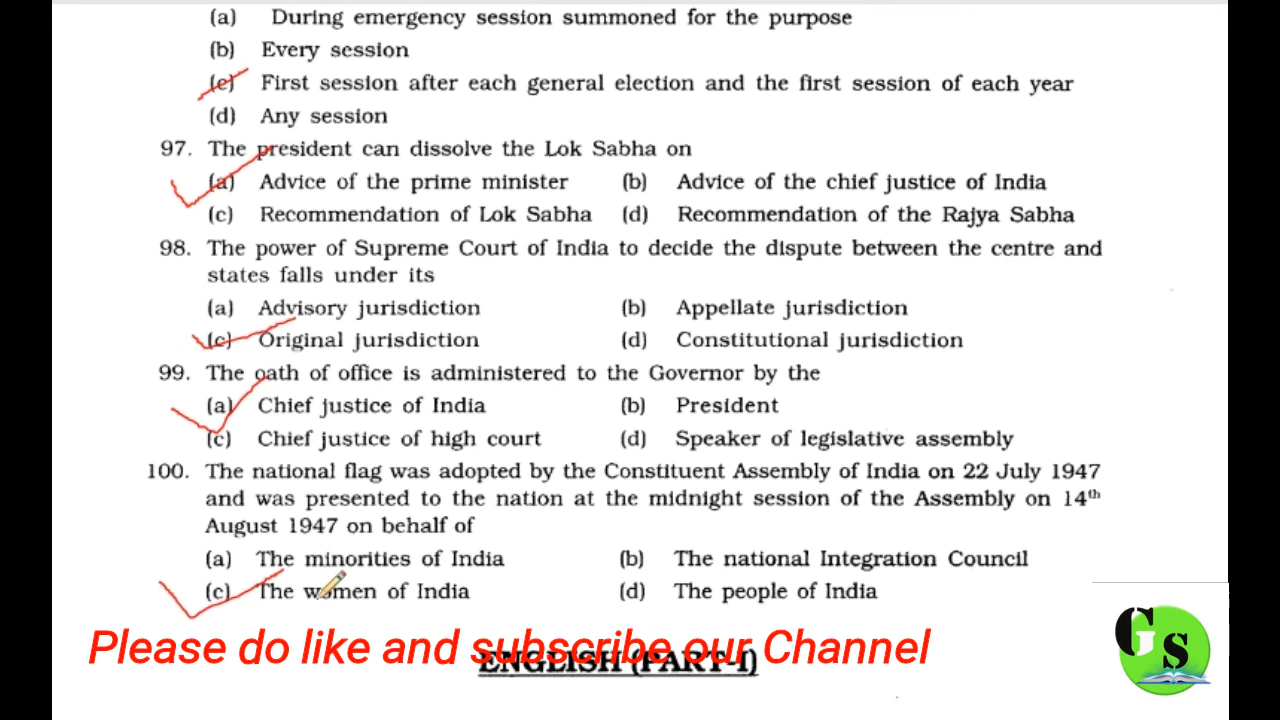 (a) During emergency session summoned for the purpose
(b) Every session
(c) First session after each general election and the first session of each year
(d) Any session
97. The president can dissolve the Lok Sabha on
(a) Advice of the prime minister (b) Advice of the chief justice of India
(c) Recommendation of Lok Sabha (d) Recommendation of the Rajya Sabha
98. The power of Supreme Court of India to decide the dispute between the centre and
states falls under its
(a) Advisory jurisdiction (b) Appellate jurisdiction
(c) Original jurisdiction (d) Constitutional jurisdiction
99. The oath of office is administered to the Governor by the
(a) Chief justice of India (b) President
(c) Chief justice of high court (d) Speaker of legislative assembly
100. The national flag was adopted by the Constituent Assembly of India on 22 July 1947
and was presented to the nation at the midnight session of the Assembly on 14th
August 1947 on behalf of
(a) The minorities of India (b) The national Integration Council
(c) The women of India (d) The people of India
Please do like and subscribe our Channel
ENGLISH (PART-I)
GS